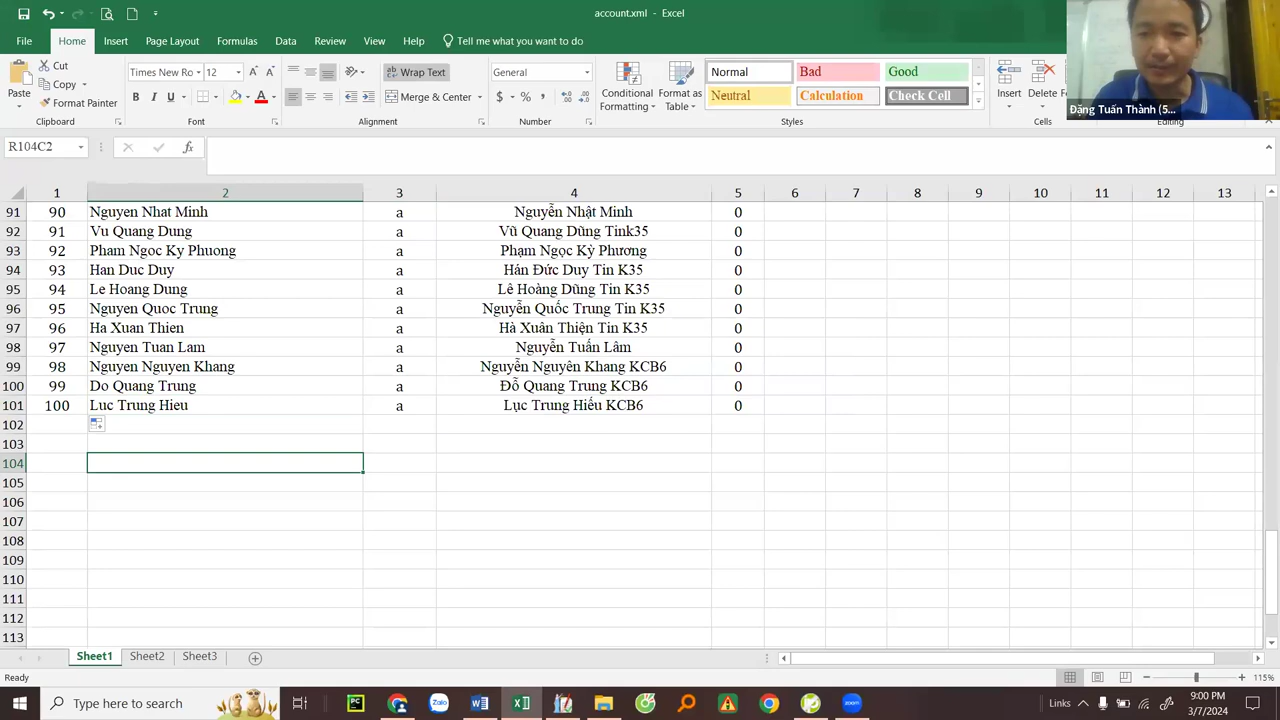 account.xml - Excel
File Home Insert Page Layout Formulas Data Review View Help Tell me what you want to do
Cut
Copy
Format Painter
Paste
Clipboard
Times New Ro 12
B I U
Font
Wrap Text
Merge & Center
Alignment
General
$ % ,
Number
Conditional Formatting
Format as Table
Normal Bad Good
Neutral Calculation Check Cell
Styles
Insert Delete
Cells
Editing
Đặng Tuấn Thành (5...
R104C2
1 2 3 4 5 6 7 8 9 10 11 12 13
91 90 Nguyen Nhat Minh a Nguyễn Nhật Minh 0
92 91 Vu Quang Dung a Vũ Quang Dũng Tink35 0
93 92 Pham Ngoc Ky Phuong a Phạm Ngọc Kỳ Phương 0
94 93 Han Duc Duy a Hán Đức Duy Tin K35 0
95 94 Le Hoang Dung a Lê Hoàng Dũng Tin K35 0
96 95 Nguyen Quoc Trung a Nguyễn Quốc Trung Tin K35 0
97 96 Ha Xuan Thien a Hà Xuân Thiện Tin K35 0
98 97 Nguyen Tuan Lam a Nguyễn Tuấn Lâm 0
99 98 Nguyen Nguyen Khang a Nguyễn Nguyên Khang KCB6 0
100 99 Do Quang Trung a Đỗ Quang Trung KCB6 0
101 100 Luc Trung Hieu a Lục Trung Hiếu KCB6 0
102
103
104
105
106
107
108
109
110
111
112
113
Sheet1 Sheet2 Sheet3
Ready
115%
Type here to search
Links
9:00 PM
3/7/2024